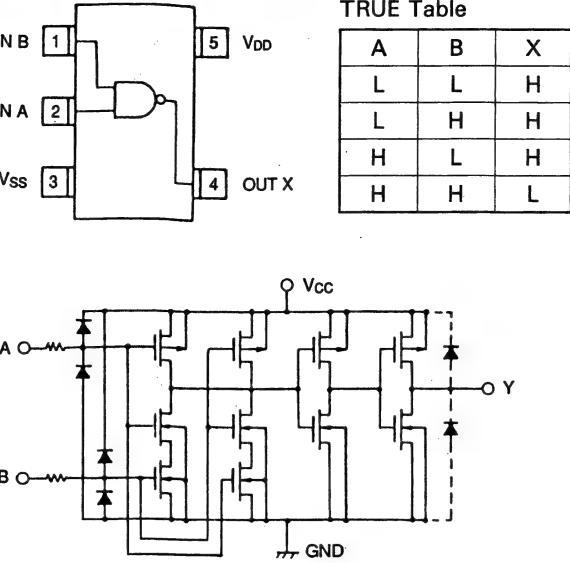 TRUE Table
N B 1 5 VDD
N A 2
VSS 3 4 OUT X
A B X
L L H
L H H
H L H
H H L
VCC
A
Y
B
GND